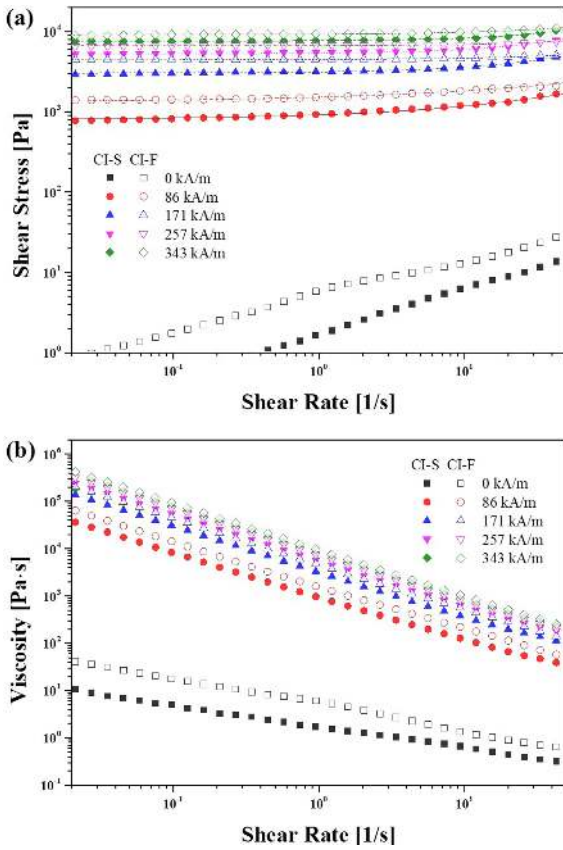 (a)
Shear Stress [Pa]
10⁴
10³
10²
10¹
10⁰
CI-S CI-F
0 kA/m
86 kA/m
171 kA/m
257 kA/m
343 kA/m
10⁻¹ 10⁰ 10¹
Shear Rate [1/s]
(b)
Viscosity [Pa·s]
10⁶
10⁵
10⁴
10³
10²
10¹
10⁰
10⁻¹
CI-S CI-F
0 kA/m
86 kA/m
171 kA/m
257 kA/m
343 kA/m
10⁻¹ 10⁰ 10¹
Shear Rate [1/s]